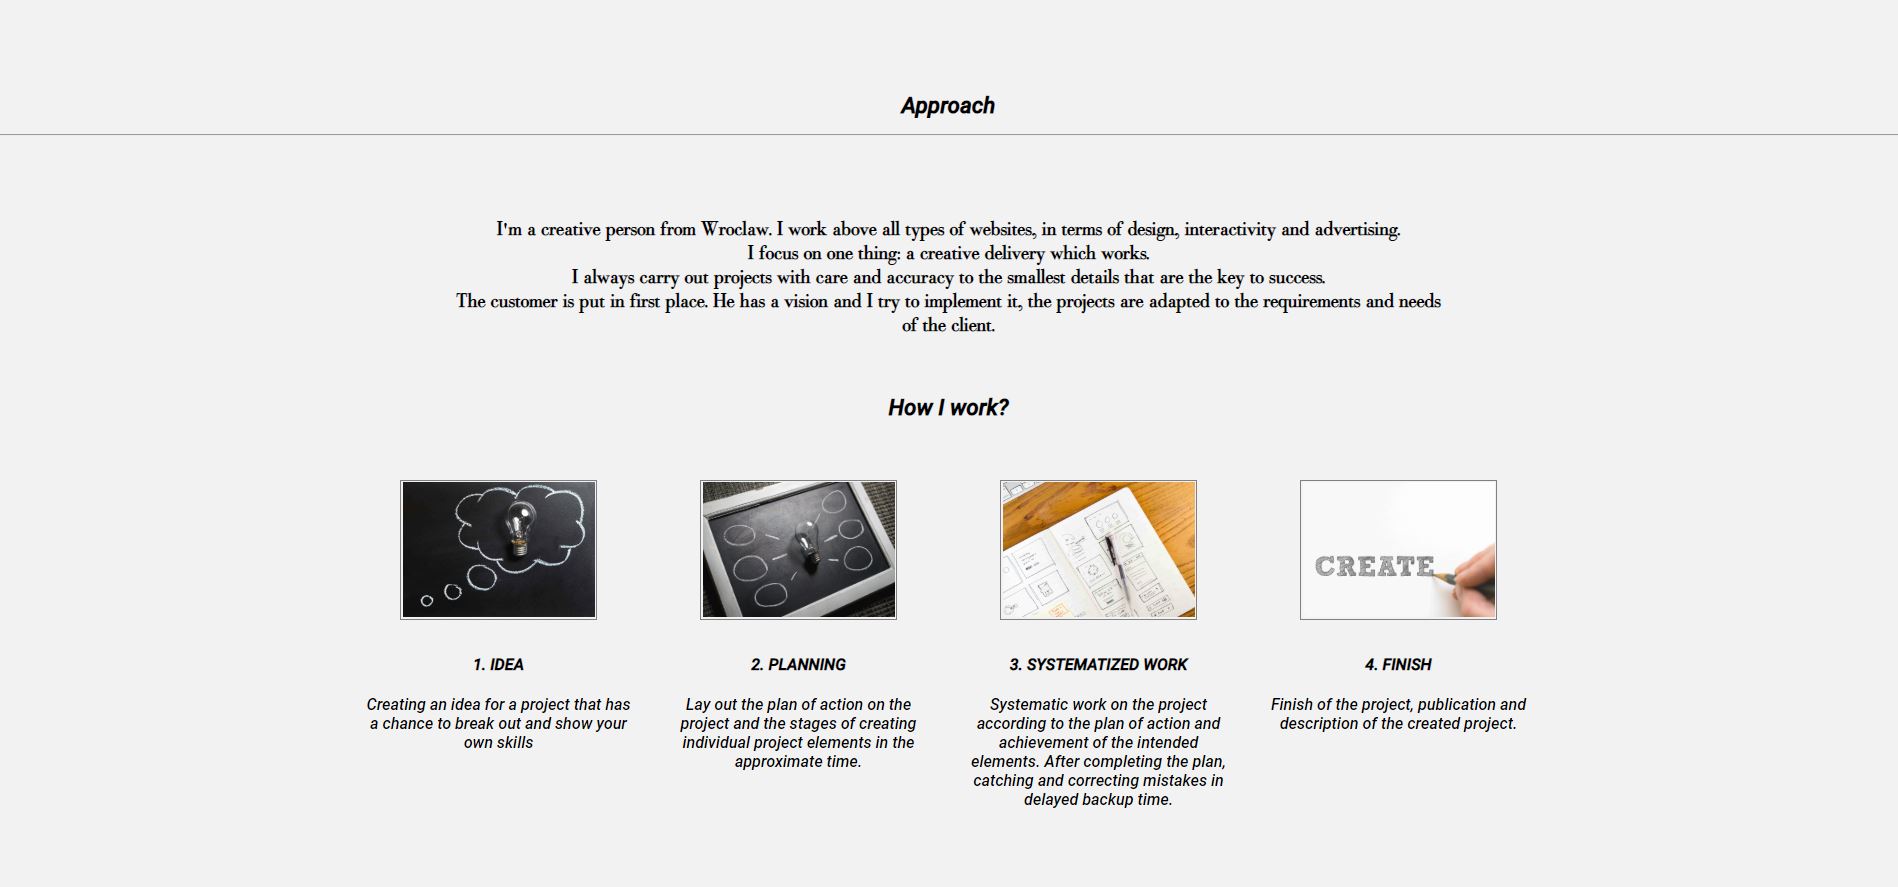 Approach
I'm a creative person from Wroclaw. I work above all types of websites, in terms of design, interactivity and advertising.
I focus on one thing: a creative delivery which works.
I always carry out projects with care and accuracy to the smallest details that are the key to success.
The customer is put in first place. He has a vision and I try to implement it, the projects are adapted to the requirements and needs
of the client.
How I work?
CREATE
1. IDEA
Creating an idea for a project that has
a chance to break out and show your
own skills
2. PLANNING
Lay out the plan of action on the
project and the stages of creating
individual project elements in the
approximate time.
3. SYSTEMATIZED WORK
Systematic work on the project
according to the plan of action and
achievement of the intended
elements. After completing the plan,
catching and correcting mistakes in
delayed backup time.
4. FINISH
Finish of the project, publication and
description of the created project.